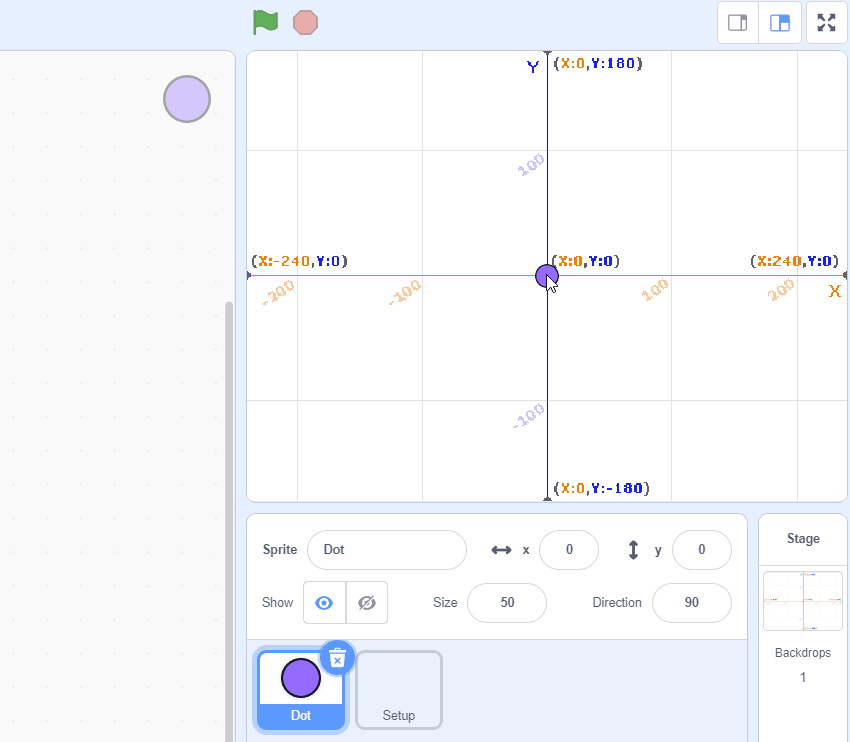 Y (X:0,Y:180)
100
(X:-240,Y:0) (X:0,Y:0) (X:240,Y:0)
-200 -100 100 200 X
-100
(X:0,Y:-180)
Sprite Dot x 0 y 0
Show Size 50 Direction 90
Dot
Setup
Stage
Backdrops
1